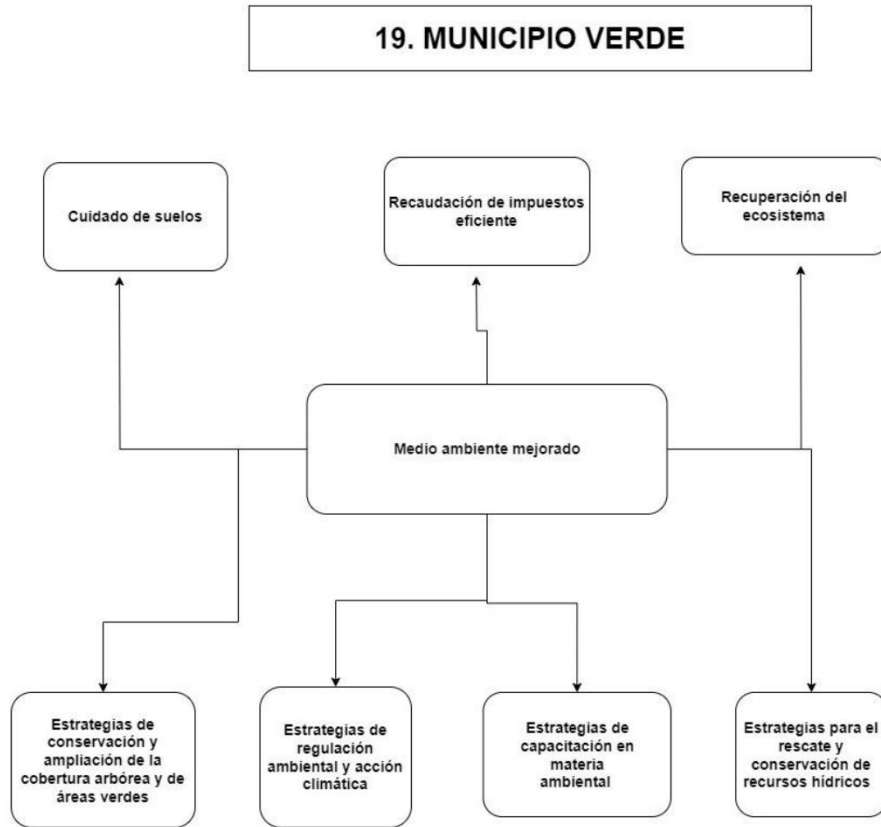 19. MUNICIPIO VERDE
Cuidado de suelos
Recaudación de impuestos
eficiente
Recuperación del
ecosistema
Medio ambiente mejorado
Estrategias de
conservación y
ampliación de la
cobertura arbórea y de
áreas verdes
Estrategias de
regulación
ambiental y acción
climática
Estrategias de
capacitación en
materia
ambiental
Estrategias para el
rescate y
conservación de
recursos hídricos